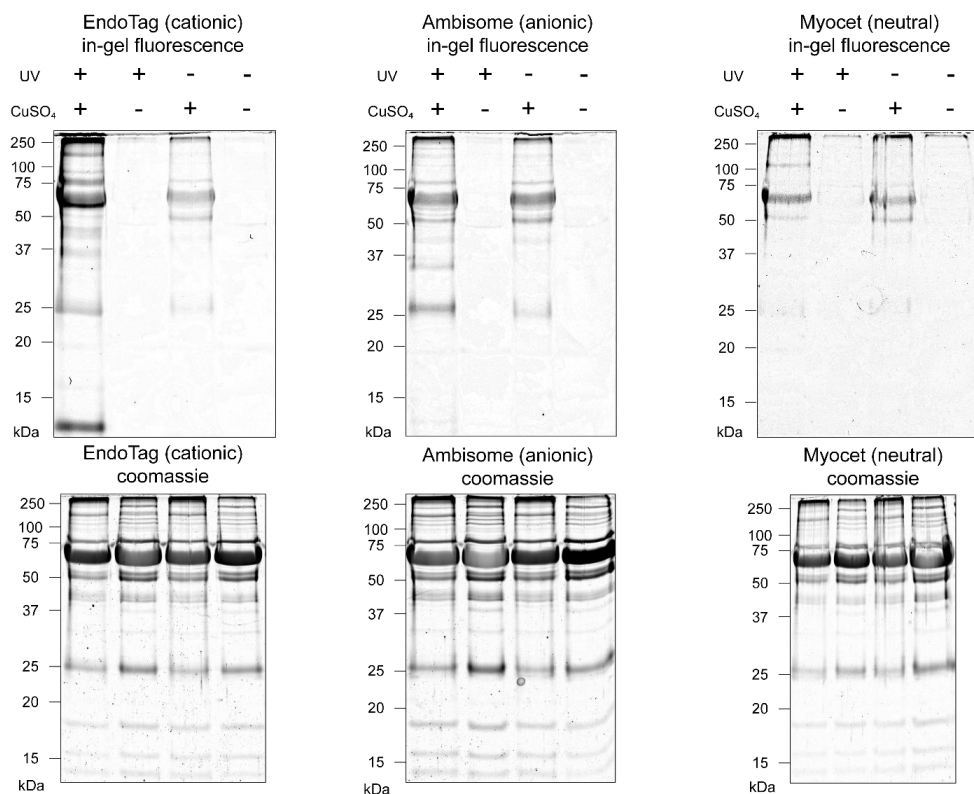 EndoTag (cationic)
in-gel fluorescence
UV + + - -
CuSO₄ + - + -
250
100
75
50
37
25
20
15
kDa
Ambisome (anionic)
in-gel fluorescence
UV + + - -
CuSO₄ + - + -
250
100
75
50
37
25
20
15
kDa
Myocet (neutral)
in-gel fluorescence
UV + + - -
CuSO₄ + - + -
250
100
75
50
37
25
20
15
kDa
EndoTag (cationic)
coomassie
250
100
75
50
37
25
20
15
kDa
Ambisome (anionic)
coomassie
250
100
75
50
37
25
20
15
kDa
Myocet (neutral)
coomassie
250
100
75
50
37
25
20
15
kDa